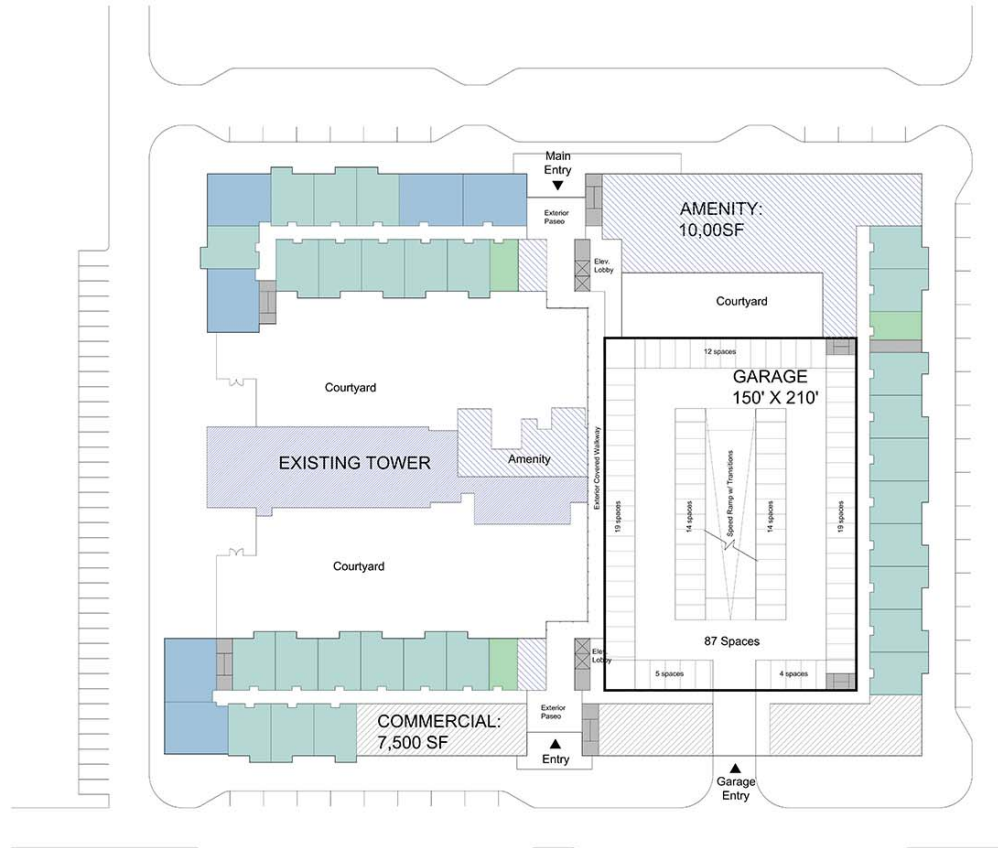 Main
Entry
Exterior
Paseo
AMENITY:
10,00SF
Elev.
Lobby
Courtyard
12 spaces
GARAGE
150' X 210'
Courtyard
EXISTING TOWER
Amenity
Exterior Covered Walkway
19 spaces
14 spaces
Speed Ramp w/ Transitions
14 spaces
19 spaces
Courtyard
87 Spaces
Elev.
Lobby
5 spaces
4 spaces
Exterior
Paseo
COMMERCIAL:
7,500 SF
Entry
Garage
Entry